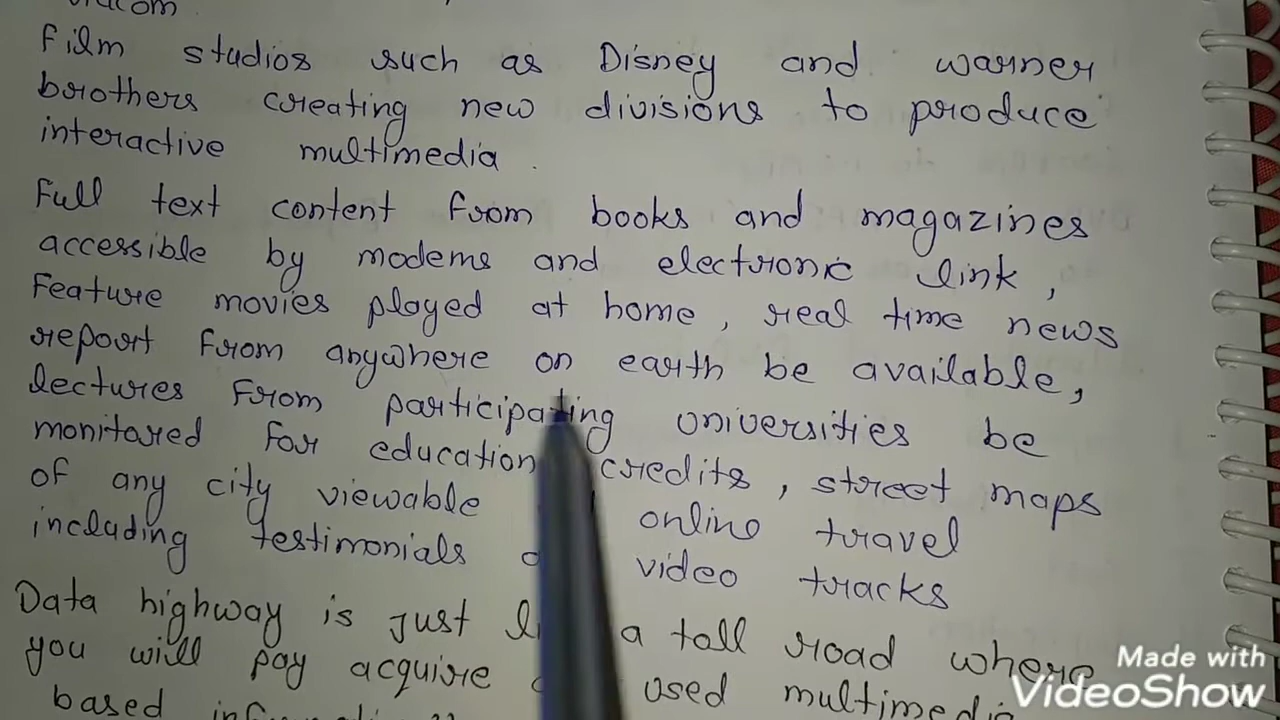 Film studios such as Disney and warner
brothers creating new divisions to produce
interactive multimedia.
Full text content from books and magazines
accessible by modems and electronic link,
Feature movies played at home, real time news
report from anywhere on earth be available,
lectures from participating universities be
monitored for education credits, street maps
of any city viewable online travel
including testimonials video tracks
Data highway is just a toll road where
you will pay acquire used multimedia
based
Made with
VideoShow